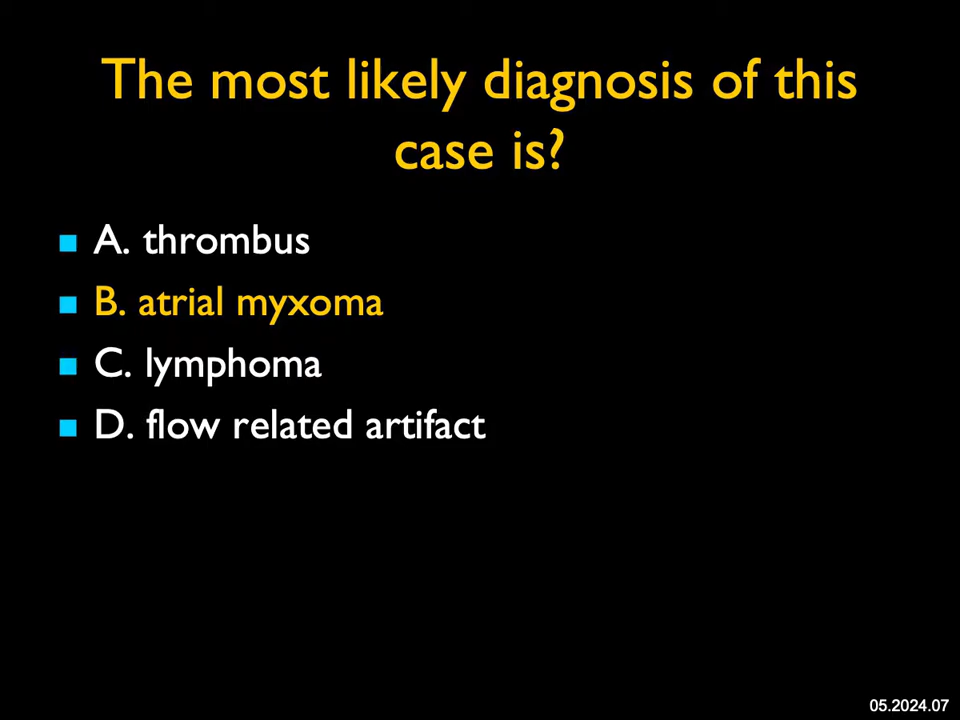 The most likely diagnosis of this
case is?
A. thrombus
B. atrial myxoma
C. lymphoma
D. flow related artifact
05.2024.07